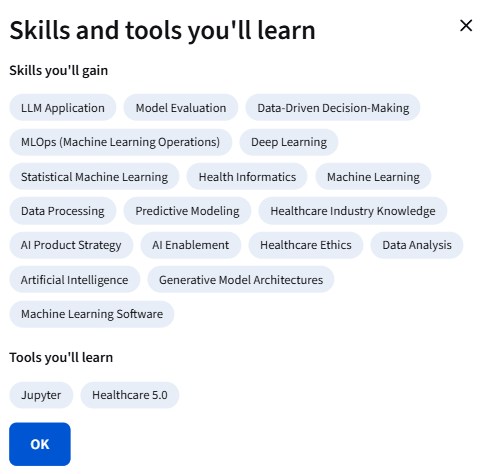 Skills and tools you'll learn
Skills you'll gain
LLM Application Model Evaluation Data-Driven Decision-Making
MLOps (Machine Learning Operations) Deep Learning
Statistical Machine Learning Health Informatics Machine Learning
Data Processing Predictive Modeling Healthcare Industry Knowledge
AI Product Strategy AI Enablement Healthcare Ethics Data Analysis
Artificial Intelligence Generative Model Architectures
Machine Learning Software
Tools you'll learn
Jupyter Healthcare 5.0
OK